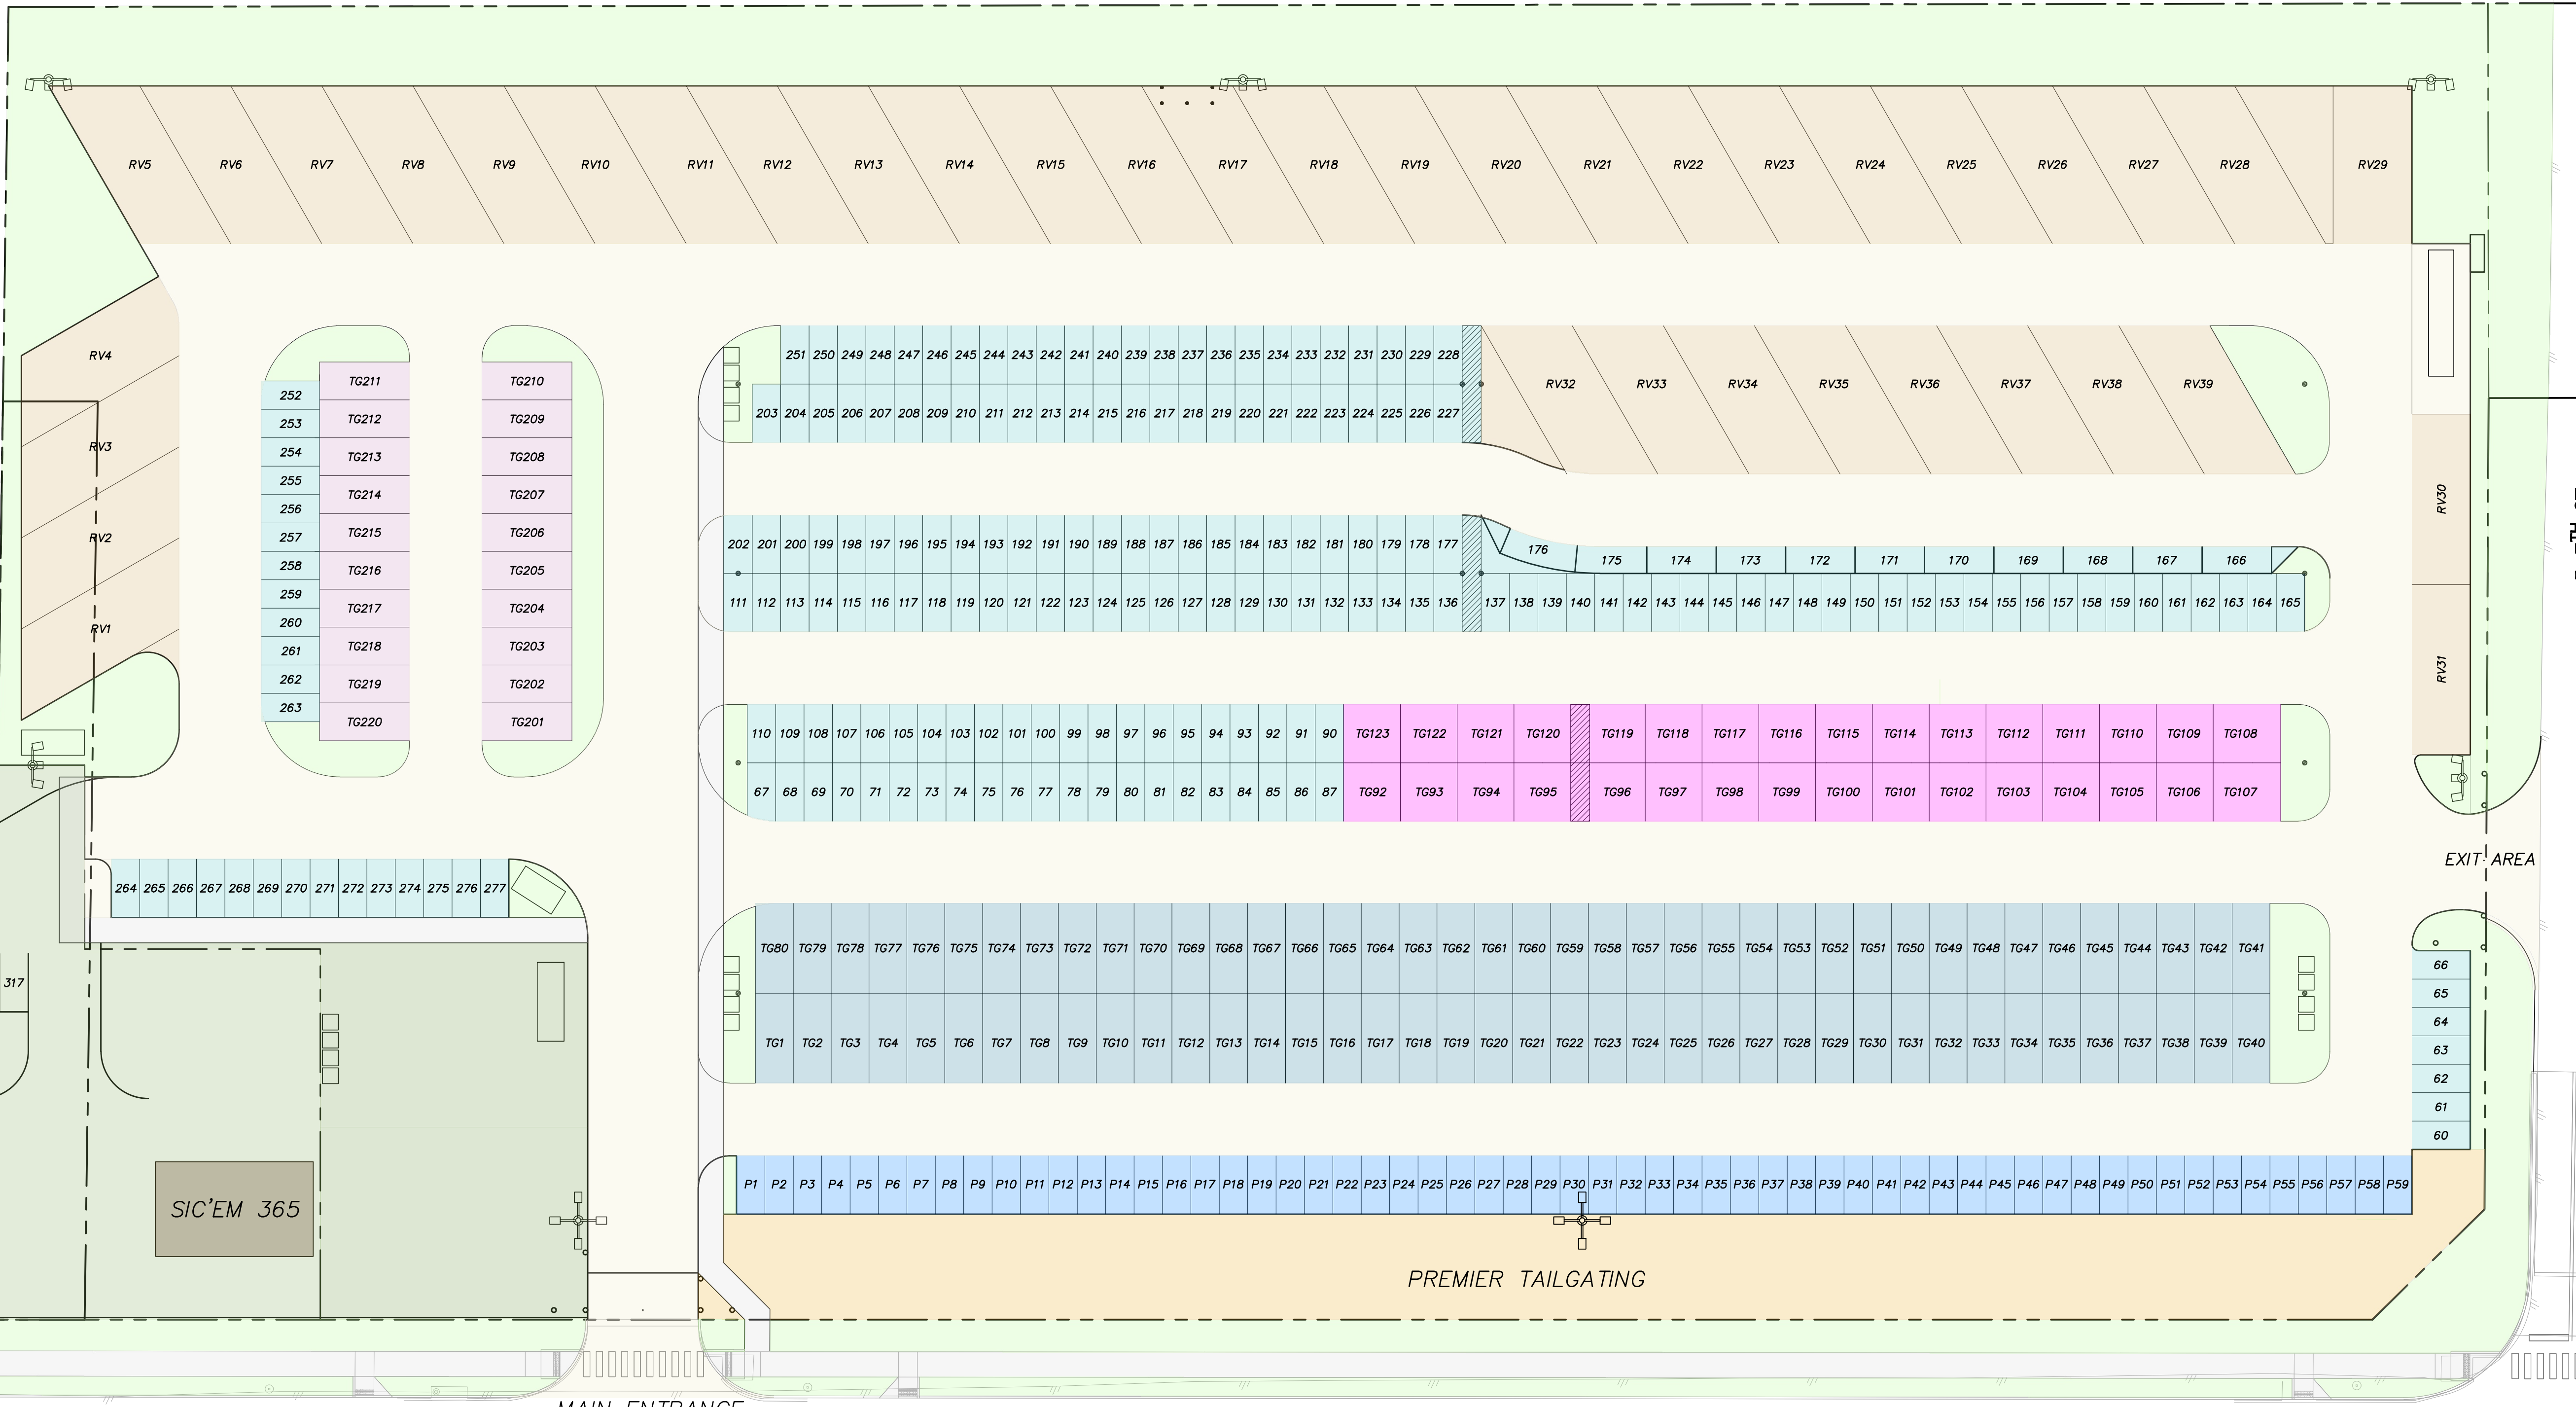 RV5 RV6 RV7 RV8 RV9 RV10 RV11 RV12 RV13 RV14 RV15 RV16 RV17 RV18 RV19 RV20 RV21 RV22 RV23 RV24 RV25 RV26 RV27 RV28 RV29
RV4
RV3
RV2
RV1
252
253
254
255
256
257
258
259
260
261
262
263
TG211
TG212
TG213
TG214
TG215
TG216
TG217
TG218
TG219
TG220
TG210
TG209
TG208
TG207
TG206
TG205
TG204
TG203
TG202
TG201
251 250 249 248 247 246 245 244 243 242 241 240 239 238 237 236 235 234 233 232 231 230 229 228
203 204 205 206 207 208 209 210 211 212 213 214 215 216 217 218 219 220 221 222 223 224 225 226 227
RV32 RV33 RV34 RV35 RV36 RV37 RV38 RV39
RV30
RV31
202 201 200 199 198 197 196 195 194 193 192 191 190 189 188 187 186 185 184 183 182 181 180 179 178 177
176 175 174 173 172 171 170 169 168 167 166
111 112 113 114 115 116 117 118 119 120 121 122 123 124 125 126 127 128 129 130 131 132 133 134 135 136
137 138 139 140 141 142 143 144 145 146 147 148 149 150 151 152 153 154 155 156 157 158 159 160 161 162 163 164 165
110 109 108 107 106 105 104 103 102 101 100 99 98 97 96 95 94 93 92 91 90 TG123 TG122 TG121 TG120 TG119 TG118 TG117 TG116 TG115 TG114 TG113 TG112 TG111 TG110 TG109 TG108
67 68 69 70 71 72 73 74 75 76 77 78 79 80 81 82 83 84 85 86 87 TG92 TG93 TG94 TG95 TG96 TG97 TG98 TG99 TG100 TG101 TG102 TG103 TG104 TG105 TG106 TG107
EXIT AREA
264 265 266 267 268 269 270 271 272 273 274 275 276 277
317
TG80 TG79 TG78 TG77 TG76 TG75 TG74 TG73 TG72 TG71 TG70 TG69 TG68 TG67 TG66 TG65 TG64 TG63 TG62 TG61 TG60 TG59 TG58 TG57 TG56 TG55 TG54 TG53 TG52 TG51 TG50 TG49 TG48 TG47 TG46 TG45 TG44 TG43 TG42 TG41
TG1 TG2 TG3 TG4 TG5 TG6 TG7 TG8 TG9 TG10 TG11 TG12 TG13 TG14 TG15 TG16 TG17 TG18 TG19 TG20 TG21 TG22 TG23 TG24 TG25 TG26 TG27 TG28 TG29 TG30 TG31 TG32 TG33 TG34 TG35 TG36 TG37 TG38 TG39 TG40
66
65
64
63
62
61
60
P1 P2 P3 P4 P5 P6 P7 P8 P9 P10 P11 P12 P13 P14 P15 P16 P17 P18 P19 P20 P21 P22 P23 P24 P25 P26 P27 P28 P29 P30 P31 P32 P33 P34 P35 P36 P37 P38 P39 P40 P41 P42 P43 P44 P45 P46 P47 P48 P49 P50 P51 P52 P53 P54 P55 P56 P57 P58 P59
SIC'EM 365
PREMIER TAILGATING
MAIN ENTRANCE